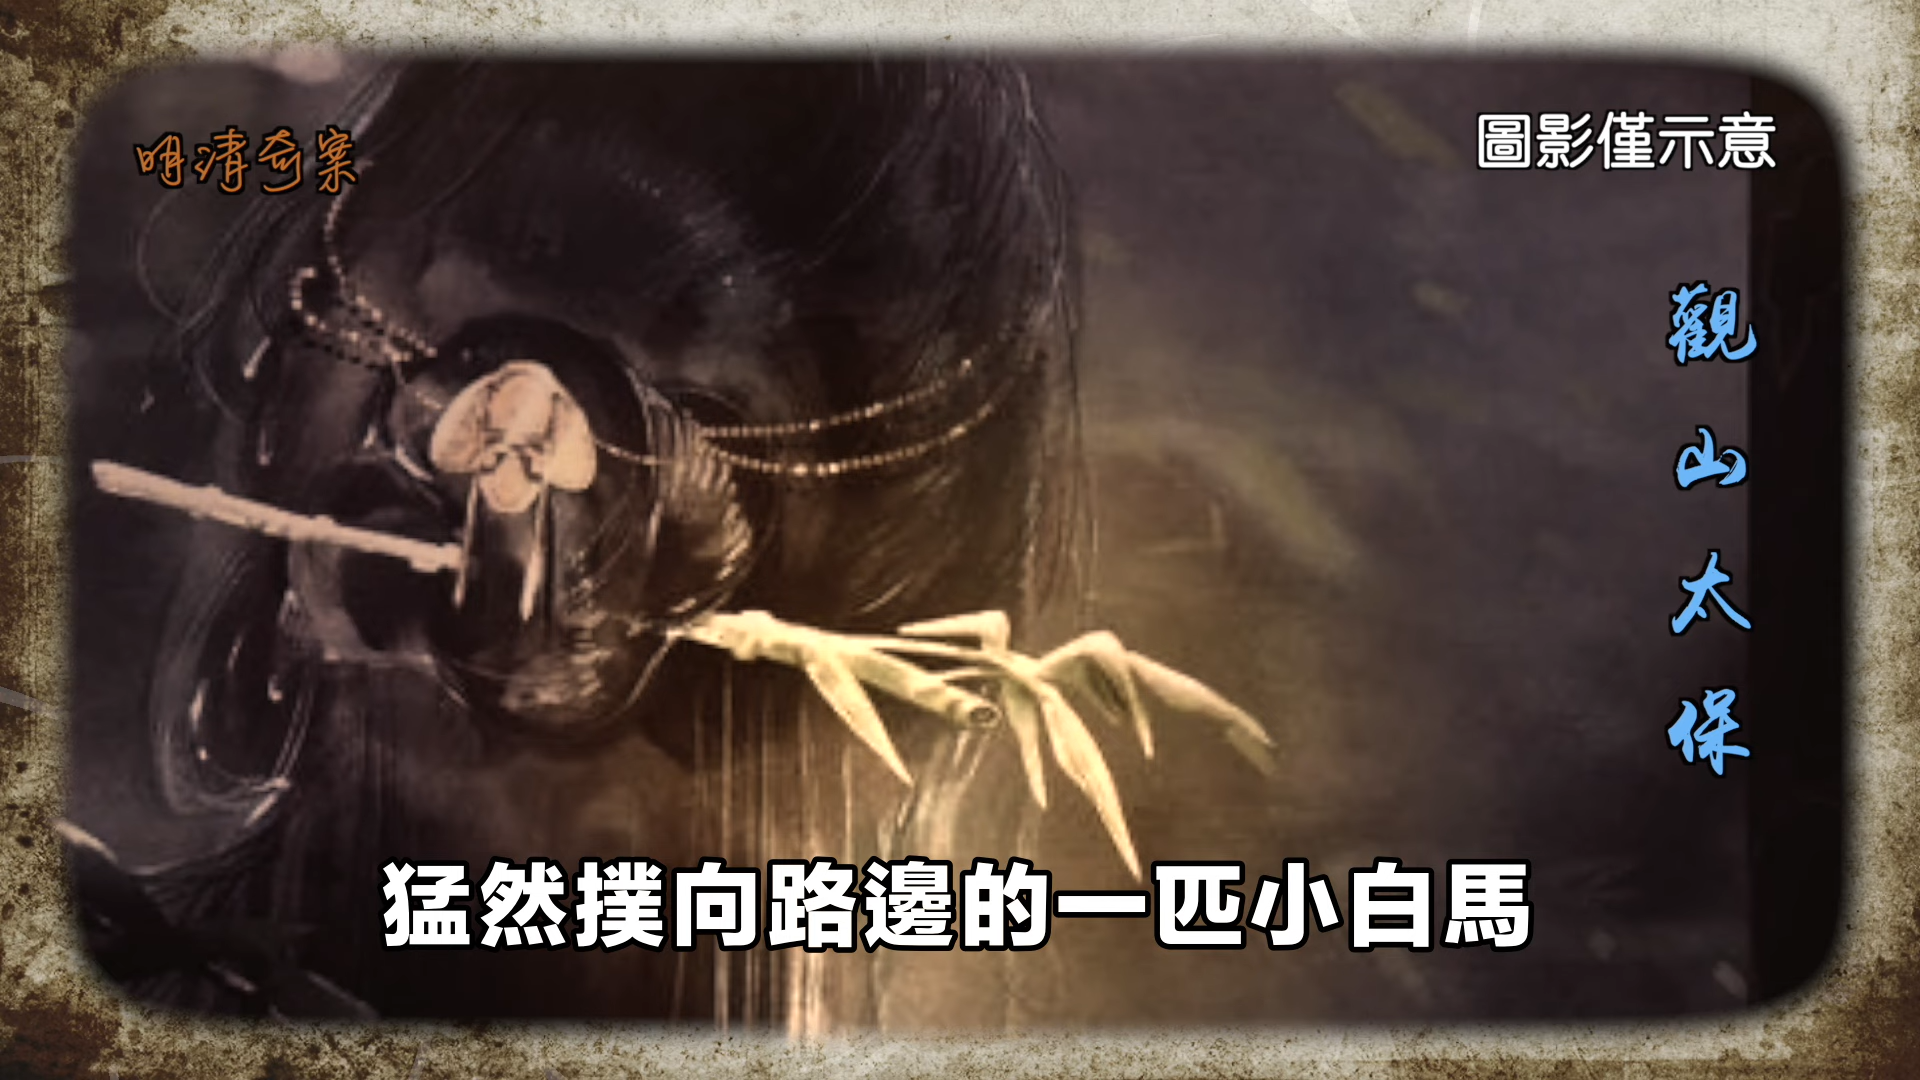 明清奇案
圖影僅示意
觀山太保
猛然撲向路邊的一匹小白馬